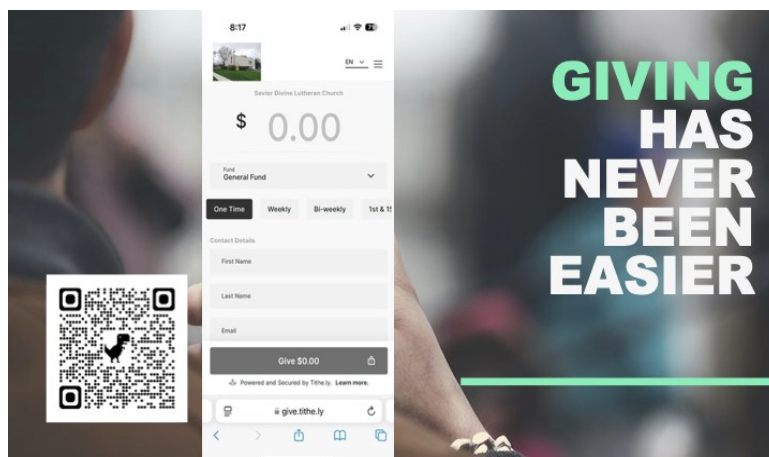 8:17
71
EN
Savior Divine Lutheran Church
$ 0.00
Fund
General Fund
One Time Weekly Bi-weekly 1st & 15
Contact Details
First Name
Last Name
Email
Give $0.00
Powered and Secured by Tithe.ly. Learn more.
give.tithe.ly
GIVING
HAS
NEVER
BEEN
EASIER